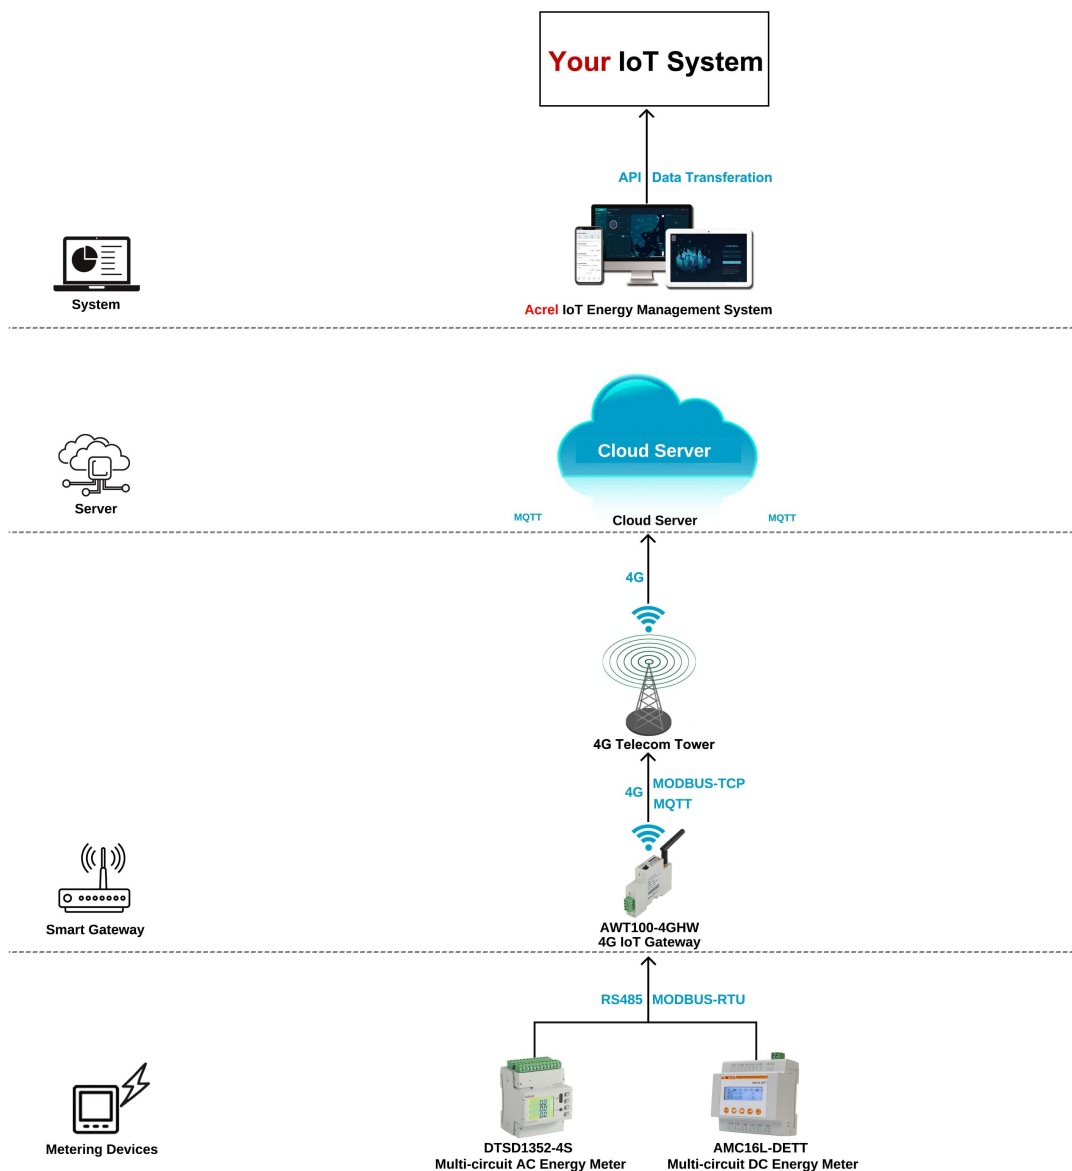 Your IoT System
API Data Transferation
System
Acrel IoT Energy Management System
Cloud Server
Server
MQTT
Cloud Server
MQTT
4G
4G Telecom Tower
4G
MODBUS-TCP
MQTT
Smart Gateway
AWT100-4GHW
4G IoT Gateway
RS485 MODBUS-RTU
Metering Devices
DTSD1352-4S
Multi-circuit AC Energy Meter
AMC16L-DETT
Multi-circuit DC Energy Meter